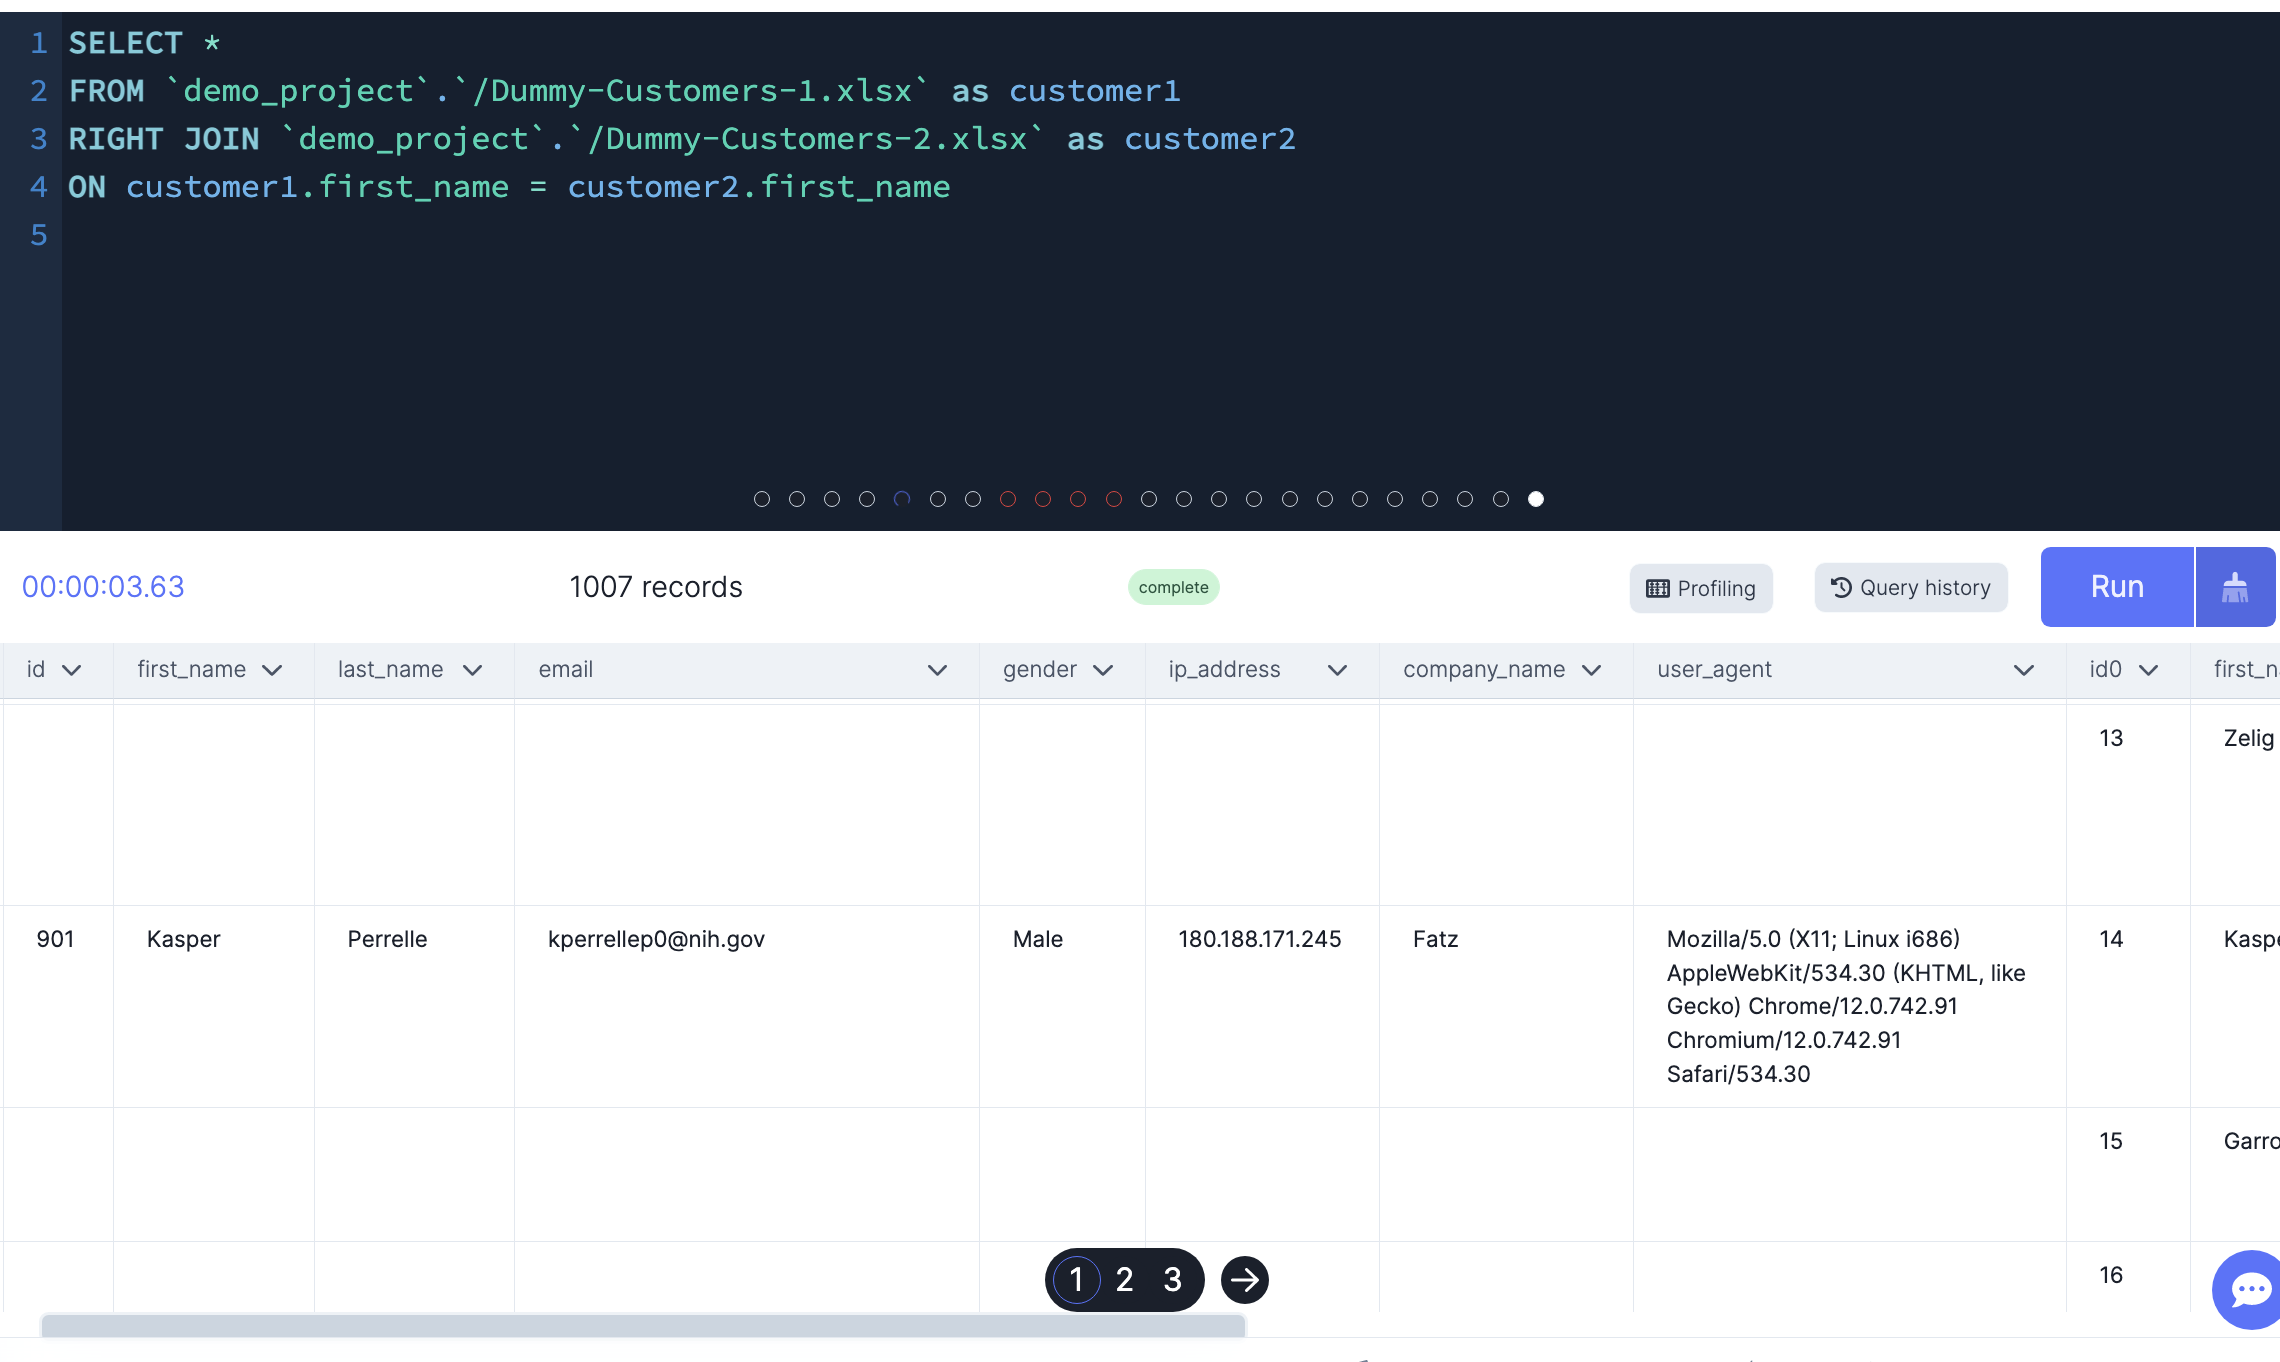 1 SELECT *
2 FROM `demo_project`.`/Dummy-Customers-1.xlsx` as customer1
3 RIGHT JOIN `demo_project`.`/Dummy-Customers-2.xlsx` as customer2
4 ON customer1.first_name = customer2.first_name
5
00:00:03.63 1007 records complete Profiling Query history Run
id first_name last_name email gender ip_address company_name user_agent id0 first_n
13 Zelig
901 Kasper Perrelle kperrellep0@nih.gov Male 180.188.171.245 Fatz Mozilla/5.0 (X11; Linux i686) 14 Kaspe
AppleWebKit/534.30 (KHTML, like
Gecko) Chrome/12.0.742.91
Chromium/12.0.742.91
Safari/534.30
15 Garro
16
1 2 3